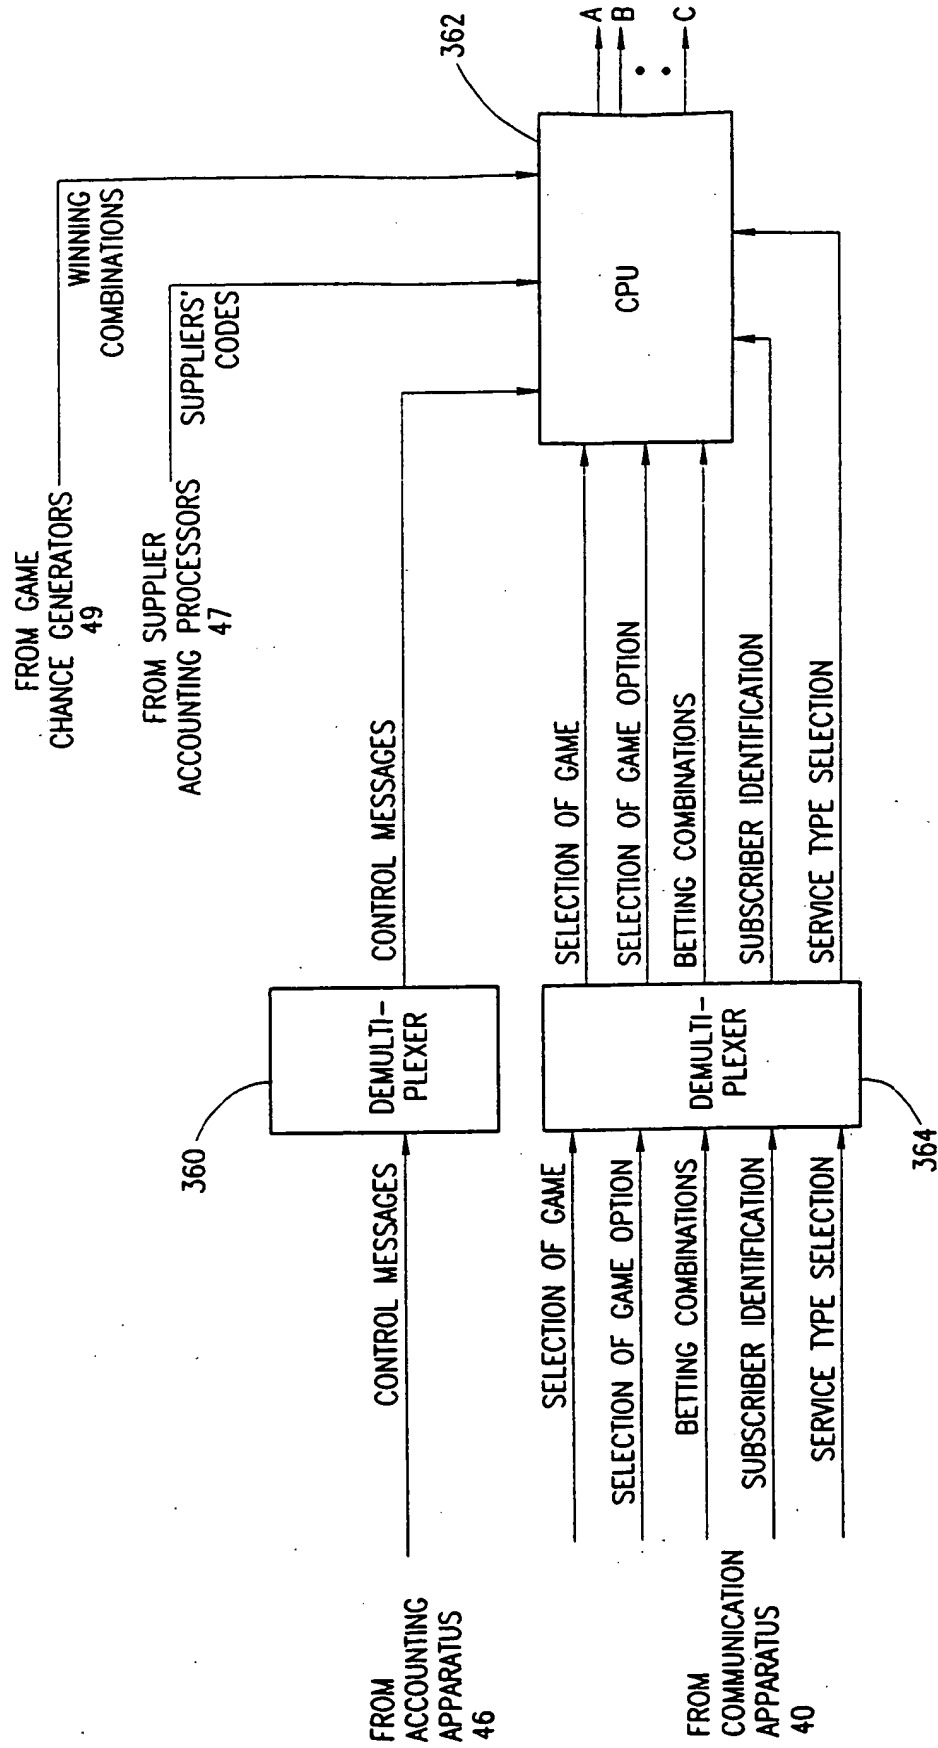 FROM GAME
CHANCE GENERATORS
49
WINNING
COMBINATIONS
FROM SUPPLIER
ACCOUNTING PROCESSORS
47
SUPPLIERS'
CODES
FROM
ACCOUNTING
APPARATUS
46
CONTROL MESSAGES
360
DEMULTI-
PLEXER
CONTROL MESSAGES
362
CPU
A
B
C
FROM
COMMUNICATION
APPARATUS
40
SELECTION OF GAME
SELECTION OF GAME OPTION
BETTING COMBINATIONS
SUBSCRIBER IDENTIFICATION
SERVICE TYPE SELECTION
DEMULTI-
PLEXER
364
SELECTION OF GAME
SELECTION OF GAME OPTION
BETTING COMBINATIONS
SUBSCRIBER IDENTIFICATION
SERVICE TYPE SELECTION